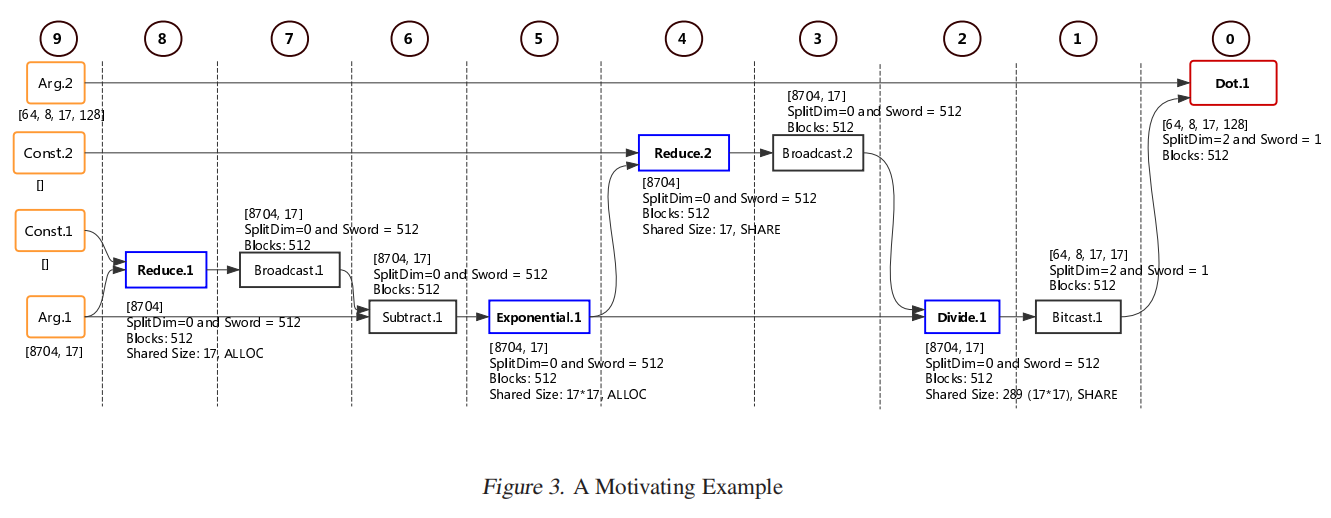 9
8
7
6
5
4
3
2
1
0
Arg.2
[64, 8, 17, 128]
Const.2
[]
Const.1
[]
Arg.1
[8704, 17]
Reduce.1
[8704]
SplitDim=0 and Sword = 512
Blocks: 512
Shared Size: 17, ALLOC
[8704, 17]
SplitDim=0 and Sword = 512
Blocks: 512
Broadcast.1
[8704, 17]
SplitDim=0 and Sword = 512
Blocks: 512
Subtract.1
Exponential.1
[8704, 17]
SplitDim=0 and Sword = 512
Blocks: 512
Shared Size: 17*17, ALLOC
Reduce.2
[8704]
SplitDim=0 and Sword = 512
Blocks: 512
Shared Size: 17, SHARE
[8704, 17]
SplitDim=0 and Sword = 512
Blocks: 512
Broadcast.2
Divide.1
[8704, 17]
SplitDim=0 and Sword = 512
Blocks: 512
Shared Size: 289 (17*17), SHARE
[64, 8, 17, 17]
SplitDim=2 and Sword = 1
Blocks: 512
Bitcast.1
Dot.1
[64, 8, 17, 128]
SplitDim=2 and Sword = 1
Blocks: 512
Figure 3. A Motivating Example